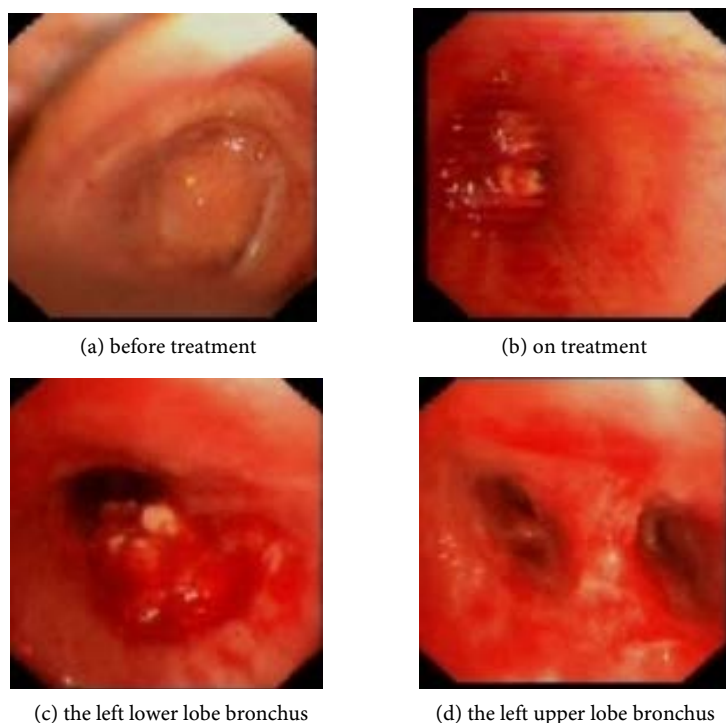 (a) before treatment
(b) on treatment
(c) the left lower lobe bronchus
(d) the left upper lobe bronchus